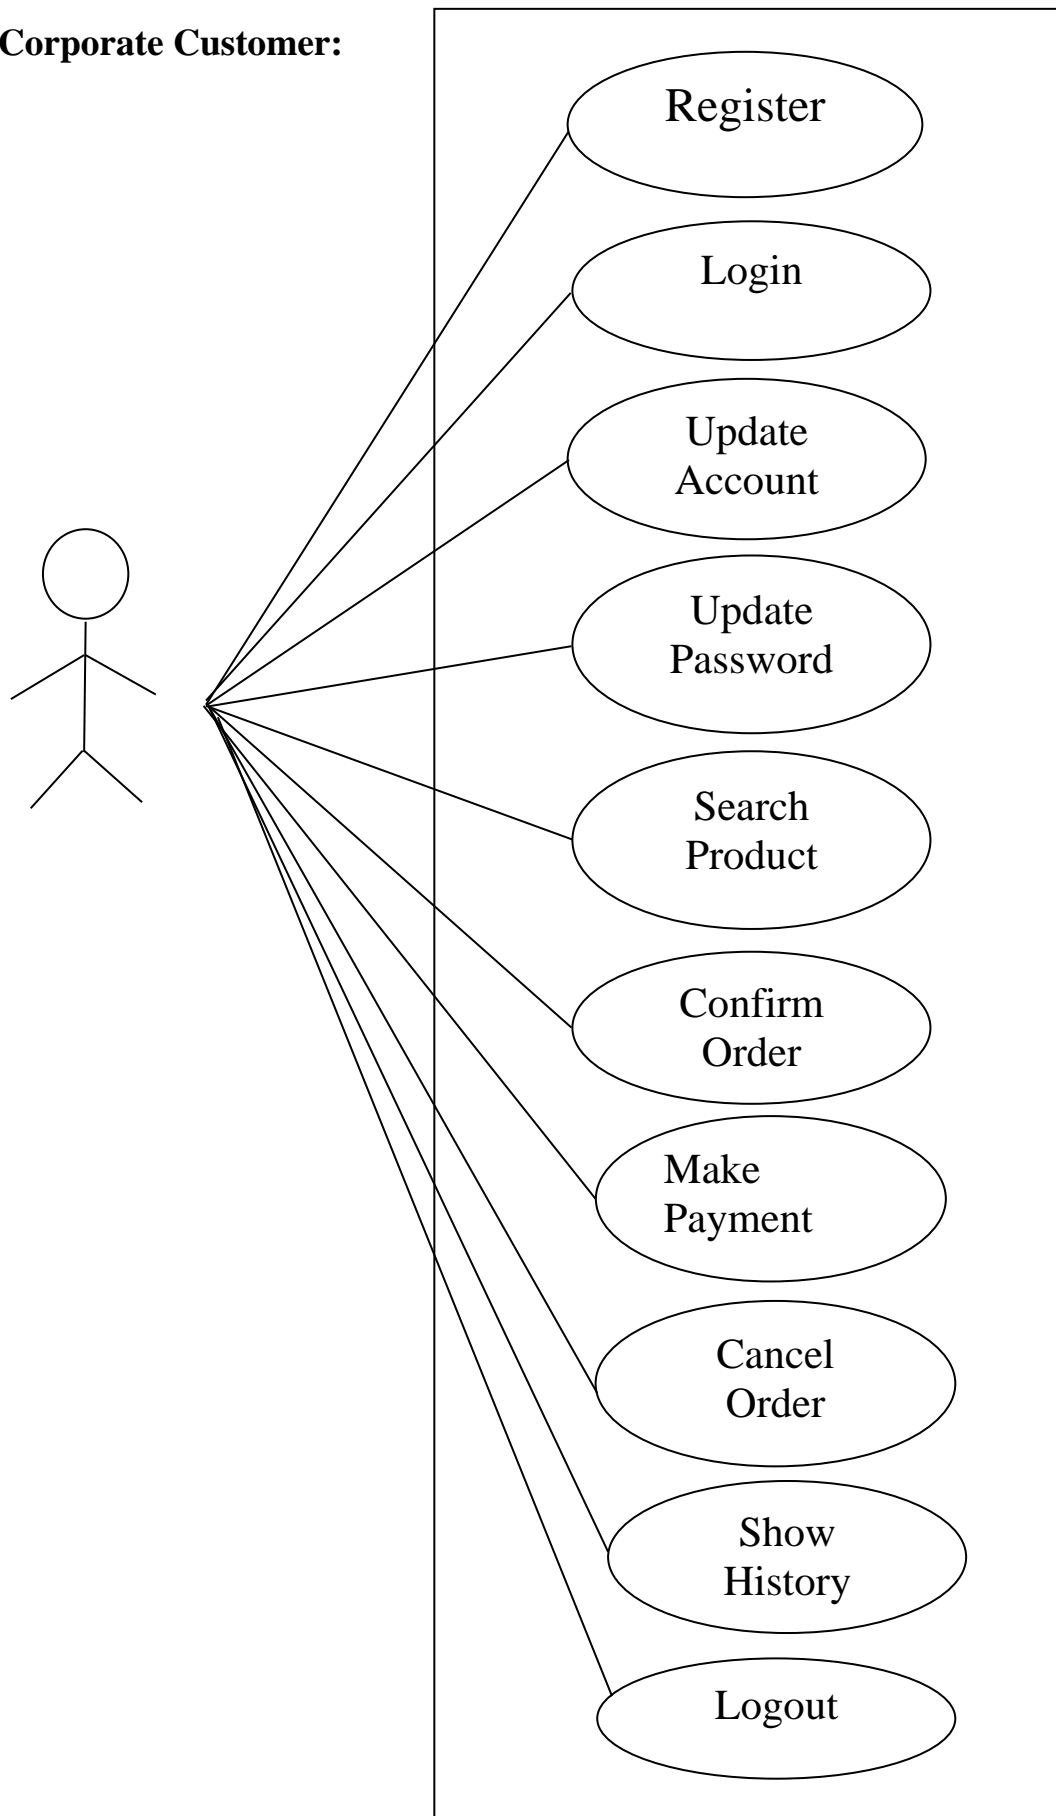 Corporate Customer:
Register
Login
Update
Account
Update
Password
Search
Product
Confirm
Order
Make
Payment
Cancel
Order
Show
History
Logout